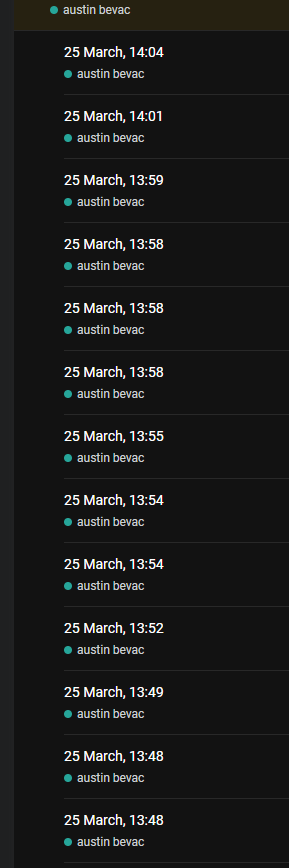 austin bevac
25 March, 14:04
austin bevac
25 March, 14:01
austin bevac
25 March, 13:59
austin bevac
25 March, 13:58
austin bevac
25 March, 13:58
austin bevac
25 March, 13:58
austin bevac
25 March, 13:55
austin bevac
25 March, 13:54
austin bevac
25 March, 13:54
austin bevac
25 March, 13:52
austin bevac
25 March, 13:49
austin bevac
25 March, 13:48
austin bevac
25 March, 13:48
austin bevac